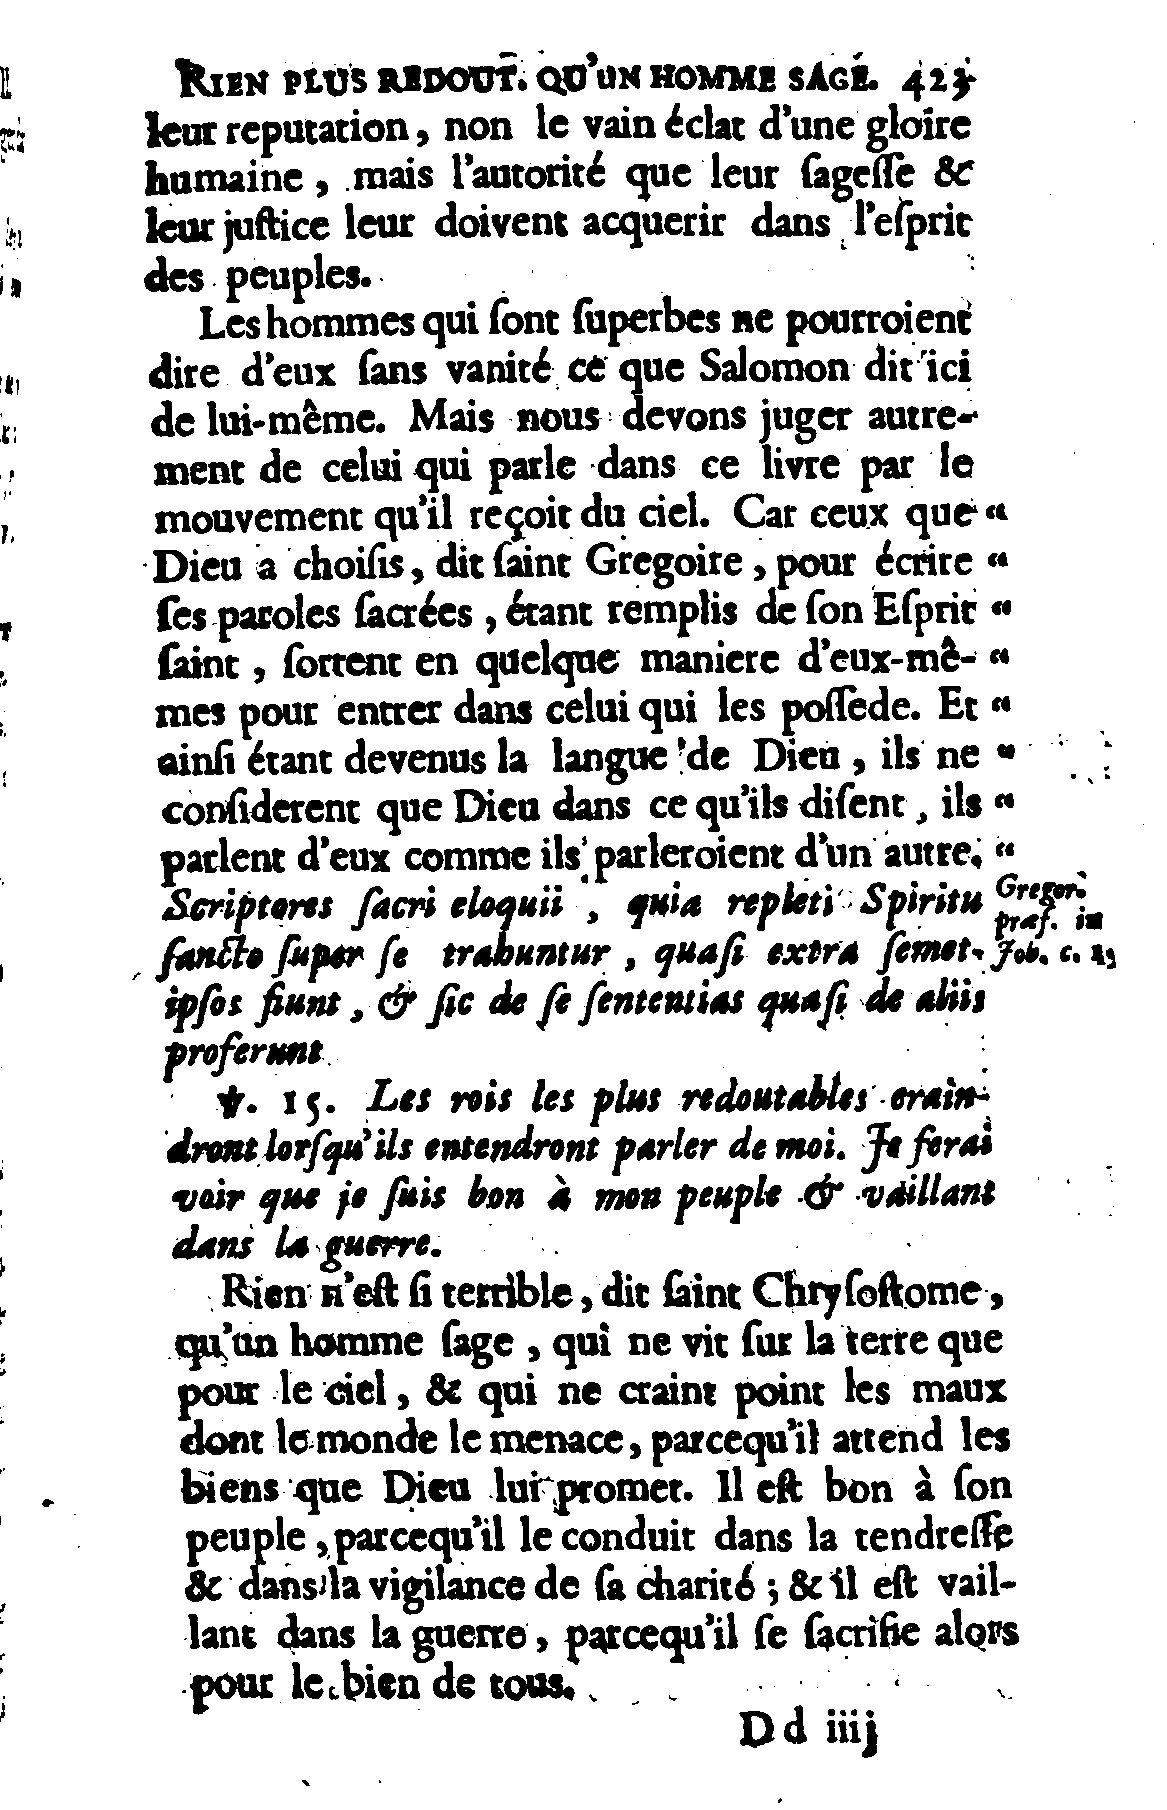 RIEN PLUS REDOUT. QU'UN HOMME SAGE. 423
leur reputation, non le vain éclat d'une gloire
humaine, mais l'autorité que leur ſageſſe &
leur juſtice leur doivent acquerir dans l'eſprit
des peuples.
Les hommes qui ſont ſuperbes ne pourroient
dire d'eux ſans vanité ce que Salomon dit ici
de lui-même. Mais nous devons juger autre-
ment de celui qui parle dans ce livre par le
mouvement qu'il reçoit du ciel. Car ceux que "
Dieu a choiſis, dit ſaint Gregoire, pour écrire "
ſes paroles ſacrées, étant remplis de ſon Eſprit "
ſaint, ſortent en quelque maniere d'eux-mê- "
mes pour entrer dans celui qui les poſſede. Et "
ainſi étant devenus la langue de Dieu, ils ne "
conſiderent que Dieu dans ce qu'ils diſent, ils "
parlent d'eux comme ils parleroient d'un autre. "
Scriptores ſacri eloquii, quia repleti Spiritu
ſancto ſuper ſe trahuntur, quaſi extra ſemet-
ipſos fiunt, & ſic de ſe ſententias quaſi de aliis
proferunt
Gregor.
præf. in
Job. c. 2,
℣. 15. Les rois les plus redoutables crain-
dront lorſqu'ils entendront parler de moi. Je ferai
voir que je ſuis bon à mon peuple & vaillant
dans la guerre.
Rien n'eſt ſi terrible, dit ſaint Chryſoſtome,
qu'un homme ſage, qui ne vit ſur la terre que
pour le ciel, & qui ne craint point les maux
dont le monde le menace, parcequ'il attend les
biens que Dieu lui promet. Il eſt bon à ſon
peuple, parcequ'il le conduit dans la tendreſſe
& dans la vigilance de ſa charité ; & il eſt vail-
lant dans la guerre, parcequ'il ſe ſacrifie alors
pour le bien de tous.
D d iiij